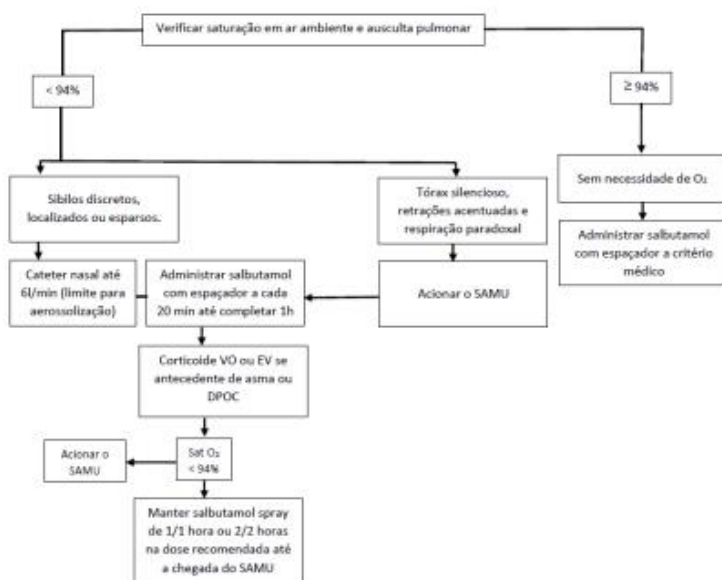 Verificar saturação em ar ambiente e ausculta pulmonar
< 94%
≥ 94%
Sibilos discretos,
localizados ou esparsos.
Tórax silencioso,
retrações acentuadas e
respiração paradoxal
Sem necessidade de O₂
Administrar salbutamol
com espaçador a critério
médico
Cateter nasal até
6l/min (limite para
aerossolização)
Administrar salbutamol
com espaçador a cada
20 min até completar 1h
Acionar o SAMU
Corticoide VO ou EV se
antecedente de asma ou
DPOC
Acionar o
SAMU
Sat O₂
< 94%
Manter salbutamol spray
de 1/1 hora ou 2/2 horas
na dose recomendada até
a chegada do SAMU